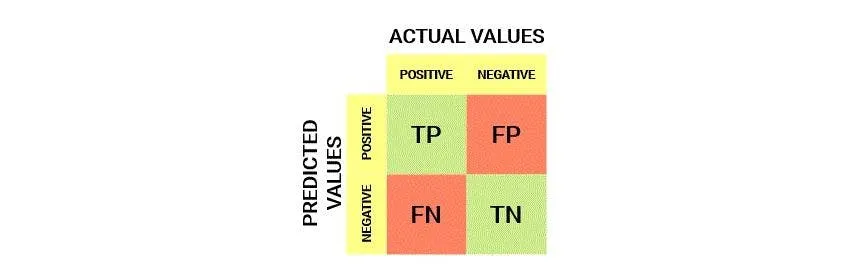 ACTUAL VALUES
POSITIVE NEGATIVE
PREDICTED
VALUES
POSITIVE
TP FP
NEGATIVE
FN TN